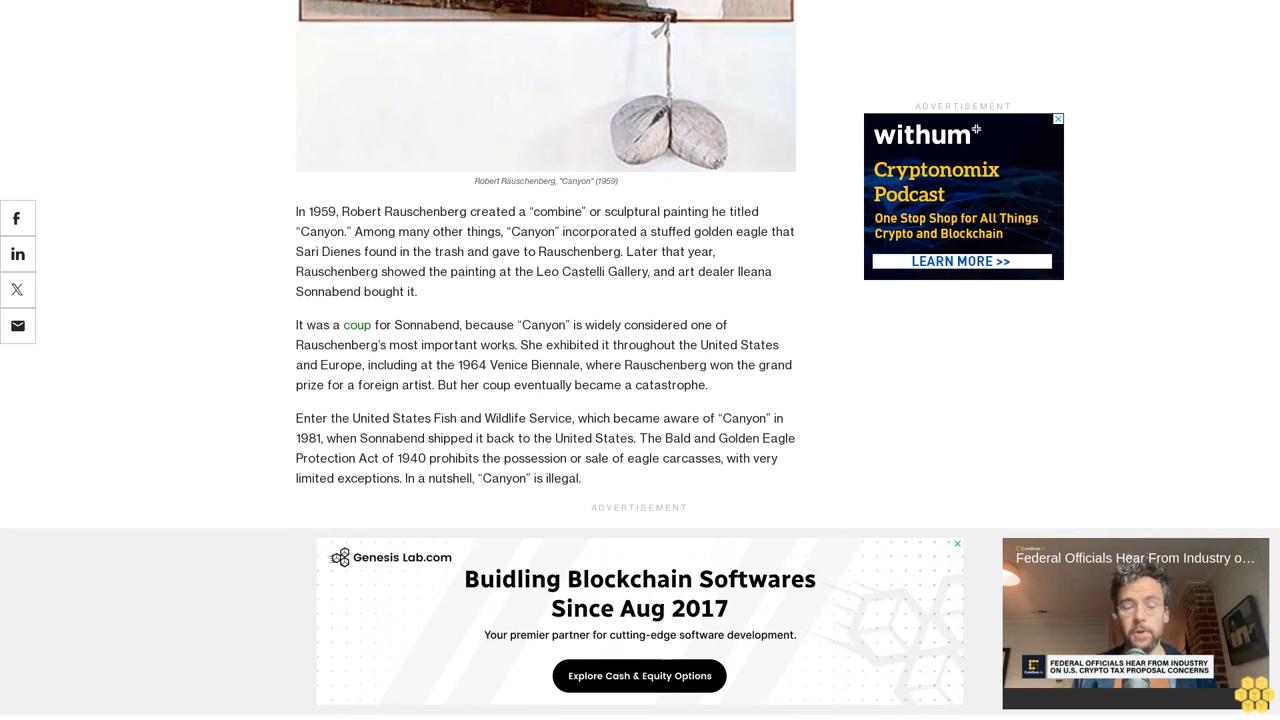 Robert Rauschenberg, "Canyon" (1959)
In 1959, Robert Rauschenberg created a “combine” or sculptural painting he titled
“Canyon.” Among many other things, “Canyon” incorporated a stuffed golden eagle that
Sari Dienes found in the trash and gave to Rauschenberg. Later that year,
Rauschenberg showed the painting at the Leo Castelli Gallery, and art dealer Ileana
Sonnabend bought it.
It was a coup for Sonnabend, because “Canyon” is widely considered one of
Rauschenberg’s most important works. She exhibited it throughout the United States
and Europe, including at the 1964 Venice Biennale, where Rauschenberg won the grand
prize for a foreign artist. But her coup eventually became a catastrophe.
Enter the United States Fish and Wildlife Service, which became aware of “Canyon” in
1981, when Sonnabend shipped it back to the United States. The Bald and Golden Eagle
Protection Act of 1940 prohibits the possession or sale of eagle carcasses, with very
limited exceptions. In a nutshell, “Canyon” is illegal.
ADVERTISEMENT
withum
Cryptonomix
Podcast
One Stop Shop for All Things
Crypto and Blockchain
LEARN MORE >>
ADVERTISEMENT
Genesis Lab.com
Buidling Blockchain Softwares
Since Aug 2017
Your premier partner for cutting-edge software development.
Explore Cash & Equity Options
CoinDesk
Federal Officials Hear From Industry o...
FEDERAL OFFICIALS HEAR FROM INDUSTRY
ON U.S. CRYPTO TAX PROPOSAL CONCERNS